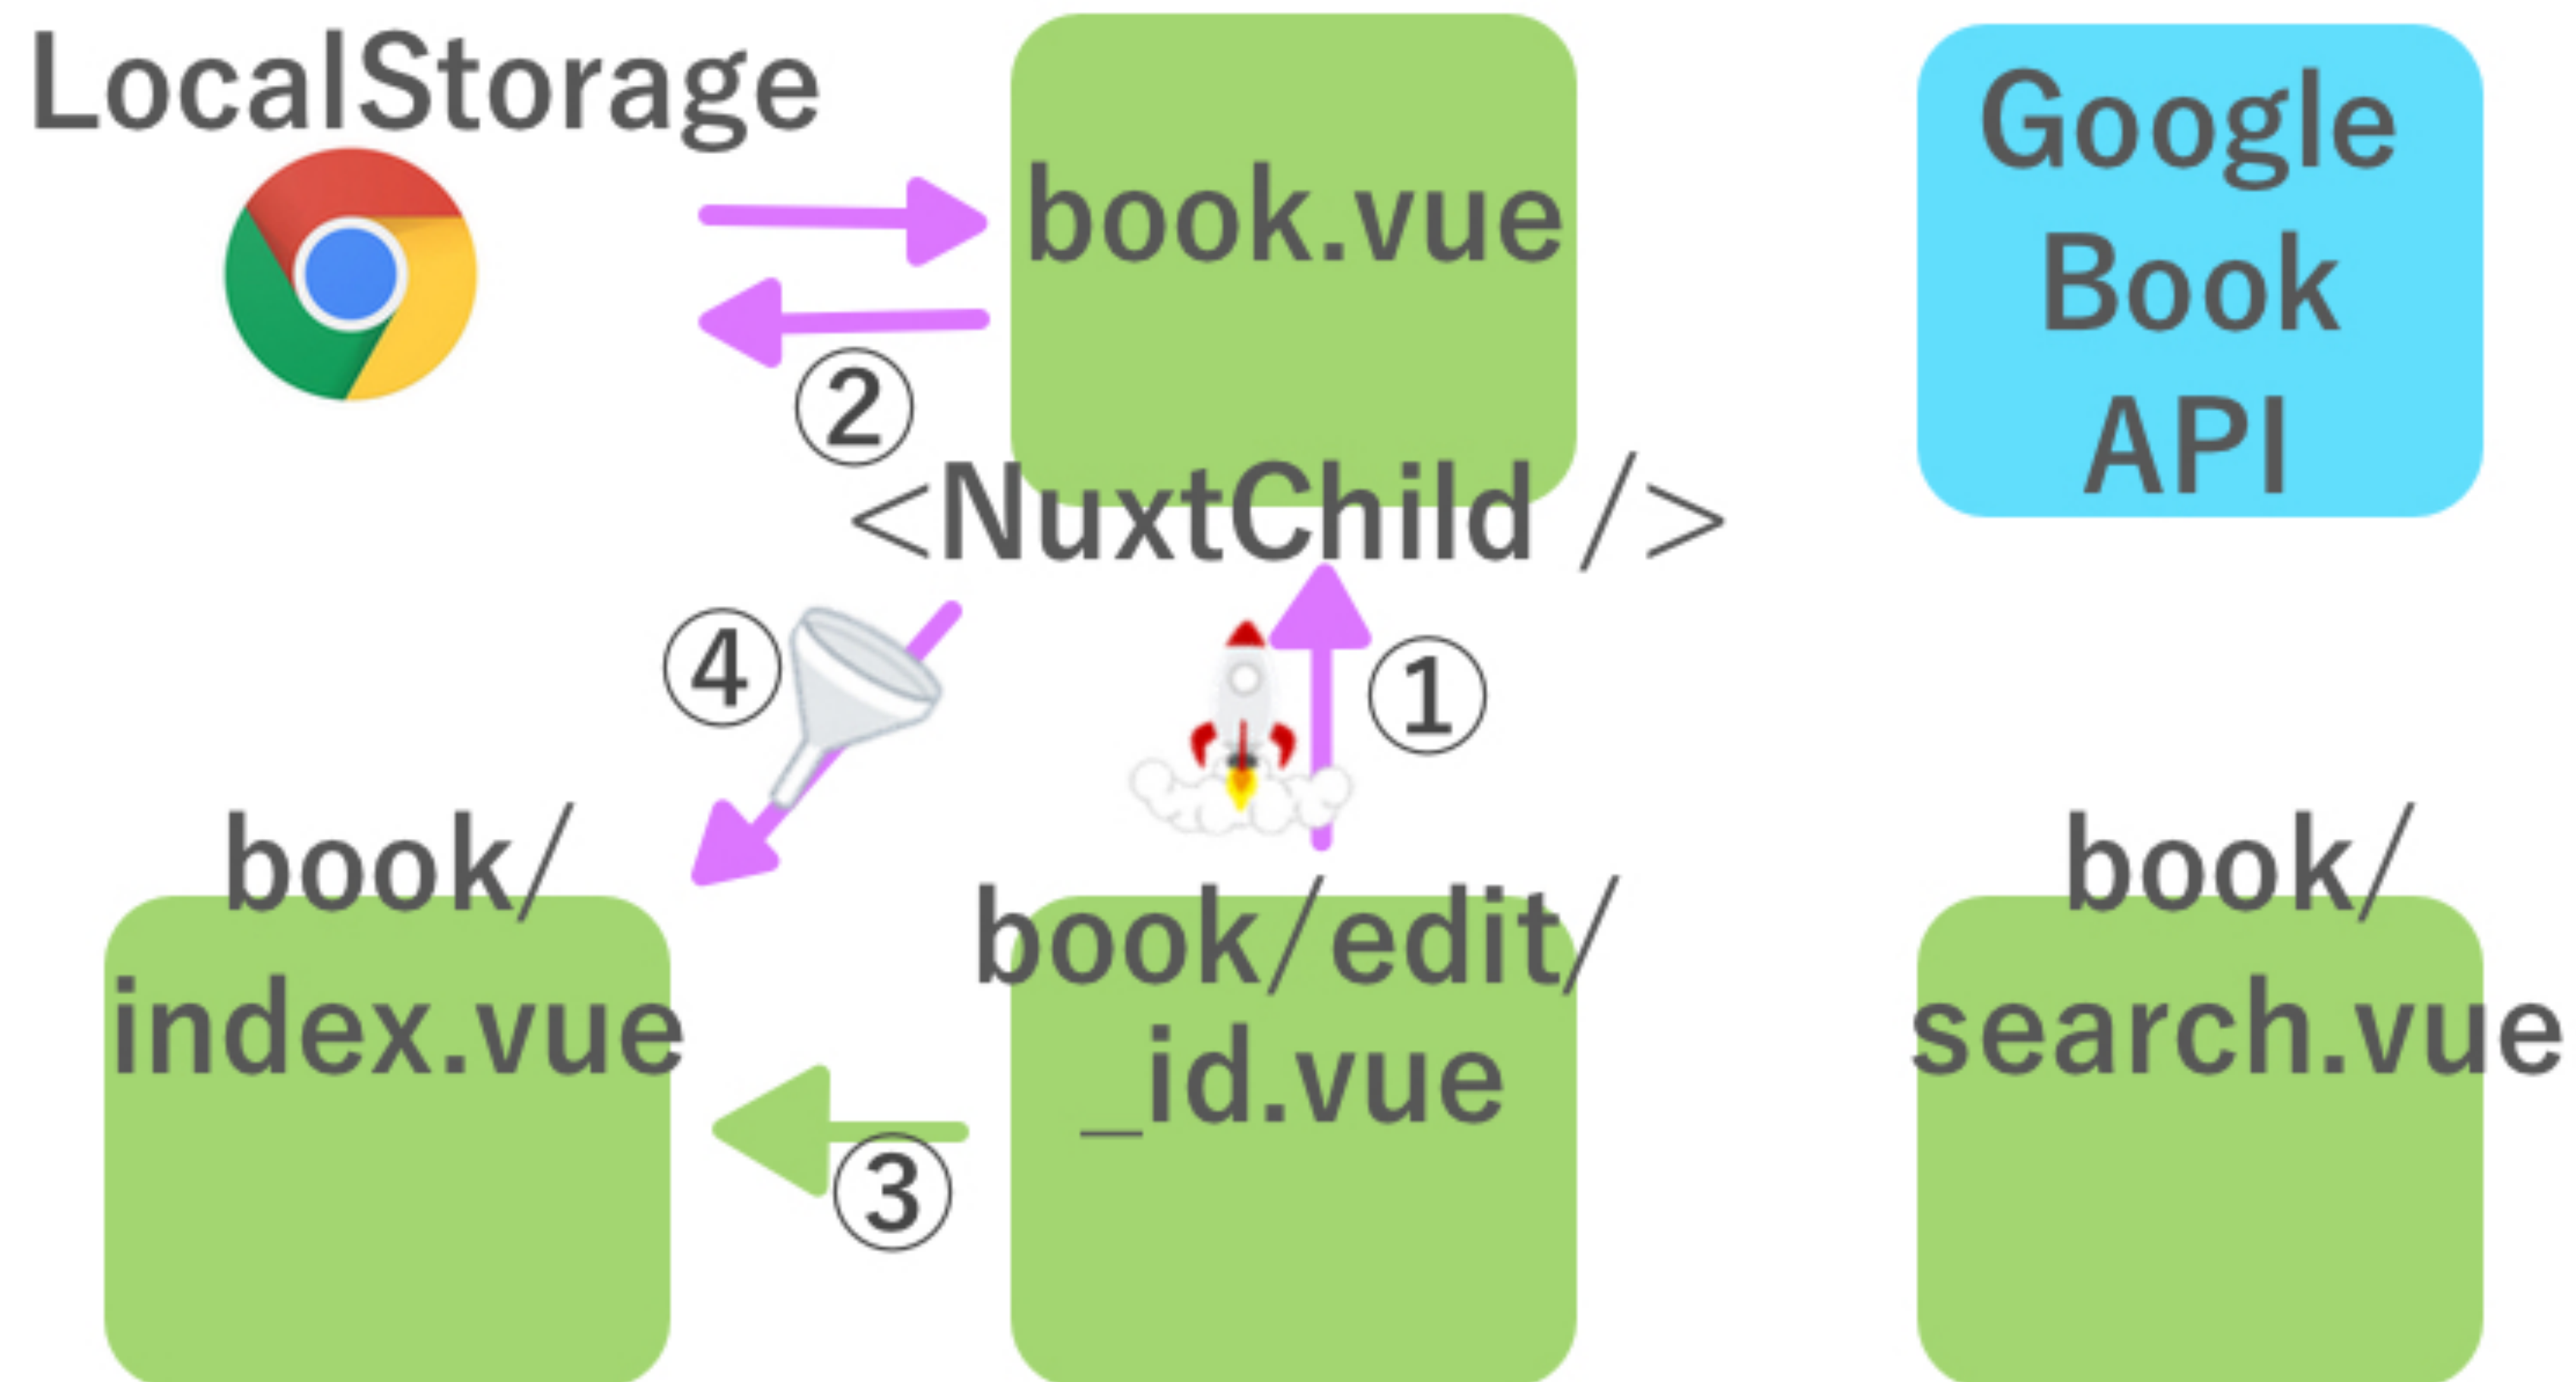 LocalStorage
book.vue
Google
Book
API
②
<NuxtChild />
④
①
book/
index.vue
book/edit/
_id.vue
book/
search.vue
③